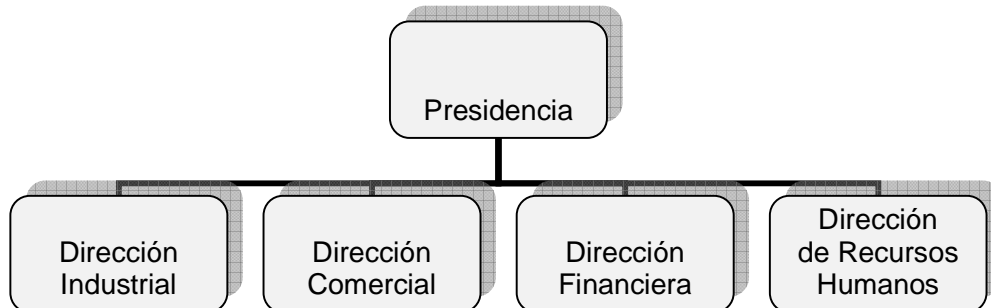 Presidencia
Dirección
Industrial
Dirección
Comercial
Dirección
Financiera
Dirección
de Recursos
Humanos